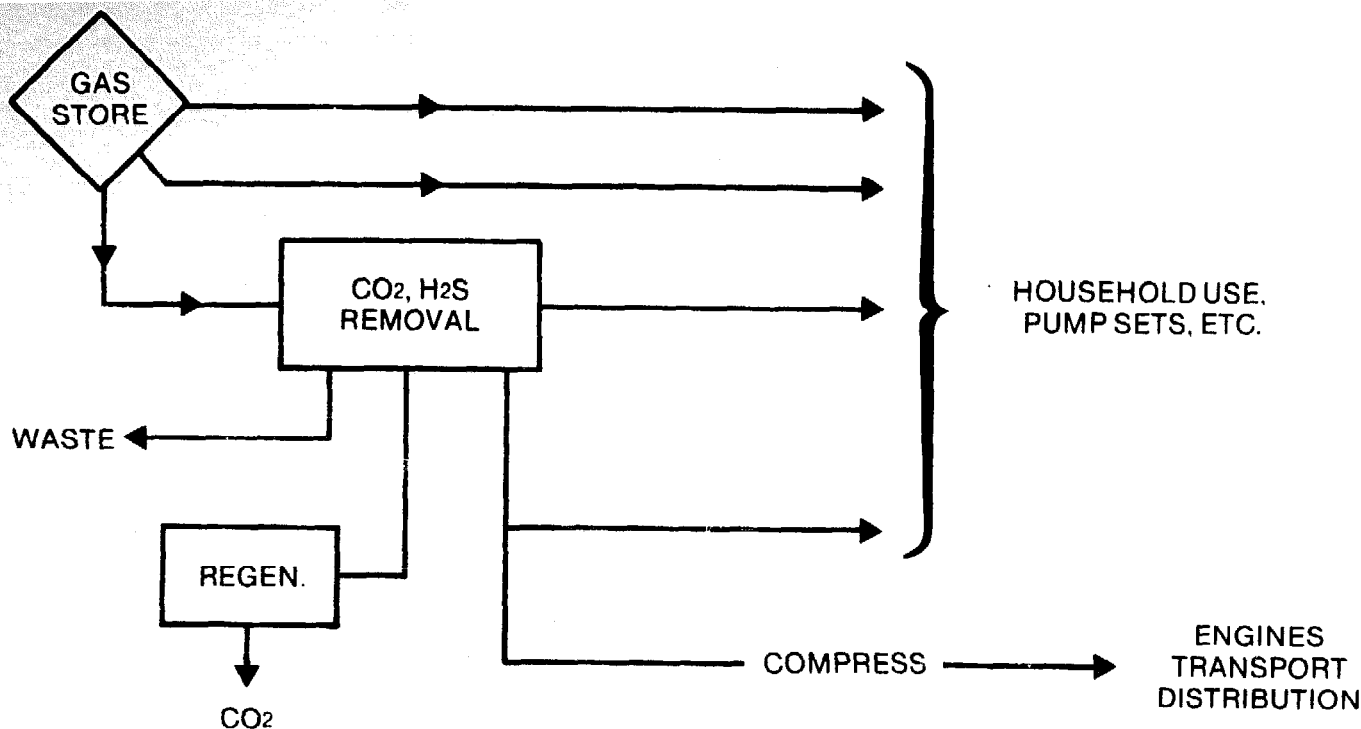 GAS
STORE
CO2, H2S
REMOVAL
HOUSEHOLD USE,
PUMP SETS, ETC.
WASTE
REGEN.
COMPRESS
ENGINES
TRANSPORT
DISTRIBUTION
CO2